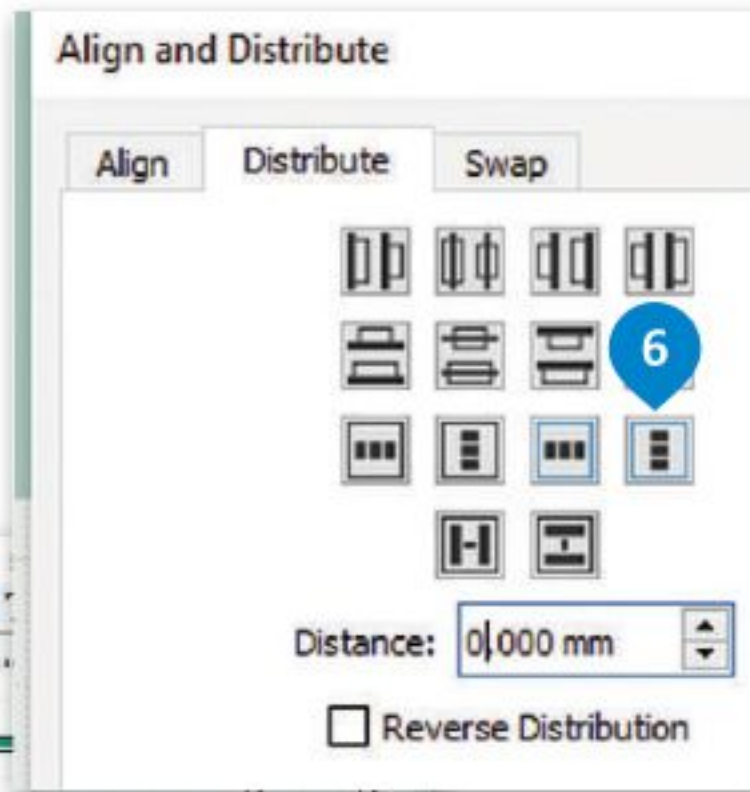 Align and Distribute
Align Distribute Swap
6
Distance: 0.000 mm
Reverse Distribution